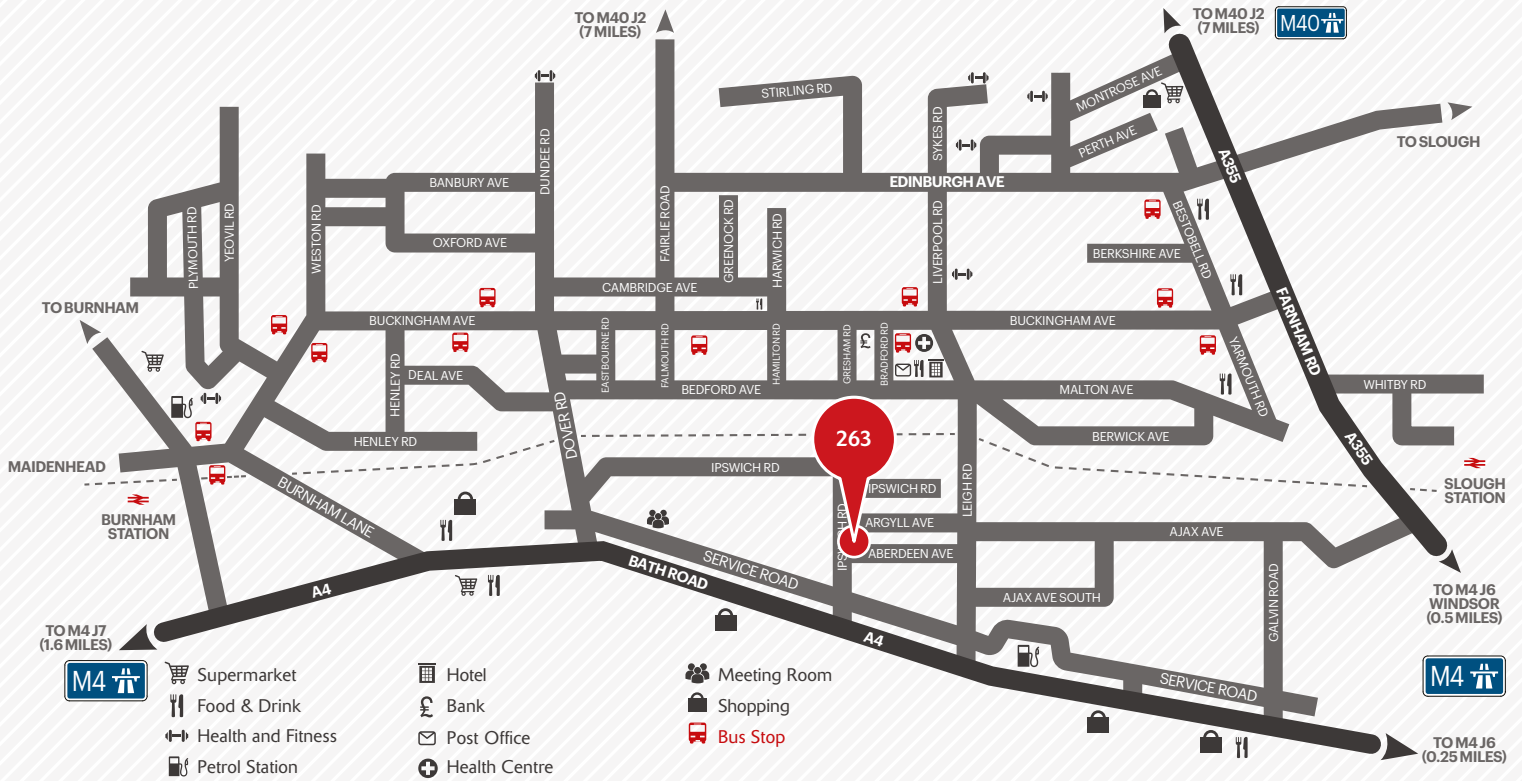 TO M40 J2
(7 MILES)
TO M40 J2
(7 MILES)
M40
STIRLING RD
MONTROSE AVE
SYKES RD
PERTH AVE
DUNDEE RD
TO SLOUGH
A355
BANBURY AVE
EDINBURGH AVE
PLYMOUTH RD
YEOVIL RD
WESTON RD
OXFORD AVE
FAIRLIE ROAD
GREENOCK RD
HARWICH RD
LIVERPOOL RD
BESTOBELL RD
BERKSHIRE AVE
CAMBRIDGE AVE
TO BURNHAM
BUCKINGHAM AVE
BUCKINGHAM AVE
FARNHAM RD
HENLEY RD
DEAL AVE
EASTBOURNE RD
FALMOUTH RD
HAMILTON RD
GRESHAM RD
£
BRADFORD RD
YARMOUTH RD
BEDFORD AVE
MALTON AVE
WHITBY RD
DOVER RD
HENLEY RD
263
BERWICK AVE
A355
MAIDENHEAD
IPSWICH RD
IPSWICH RD
LEIGH RD
SLOUGH
STATION
BURNHAM
STATION
BURNHAM LANE
ARGYLL AVE
AJAX AVE
ABERDEEN AVE
SERVICE ROAD
BATH ROAD
A4
AJAX AVE SOUTH
GALVIN ROAD
TO M4 J6
WINDSOR
(0.5 MILES)
TO M4 J7
(1.6 MILES)
A4
M4
M4
SERVICE ROAD
TO M4 J6
(0.25 MILES)
Supermarket
Food & Drink
Health and Fitness
Petrol Station
Hotel
£ Bank
Post Office
Health Centre
Meeting Room
Shopping
Bus Stop